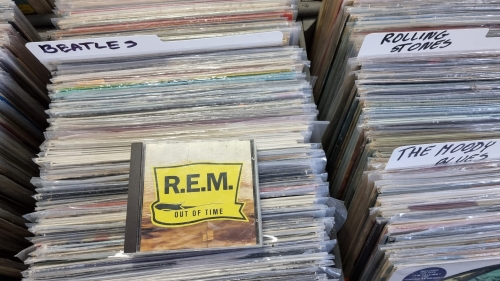 BEATLES
ROLLING
STONES
THE MOODY
BLUES
R.E.M.
OUT OF TIME